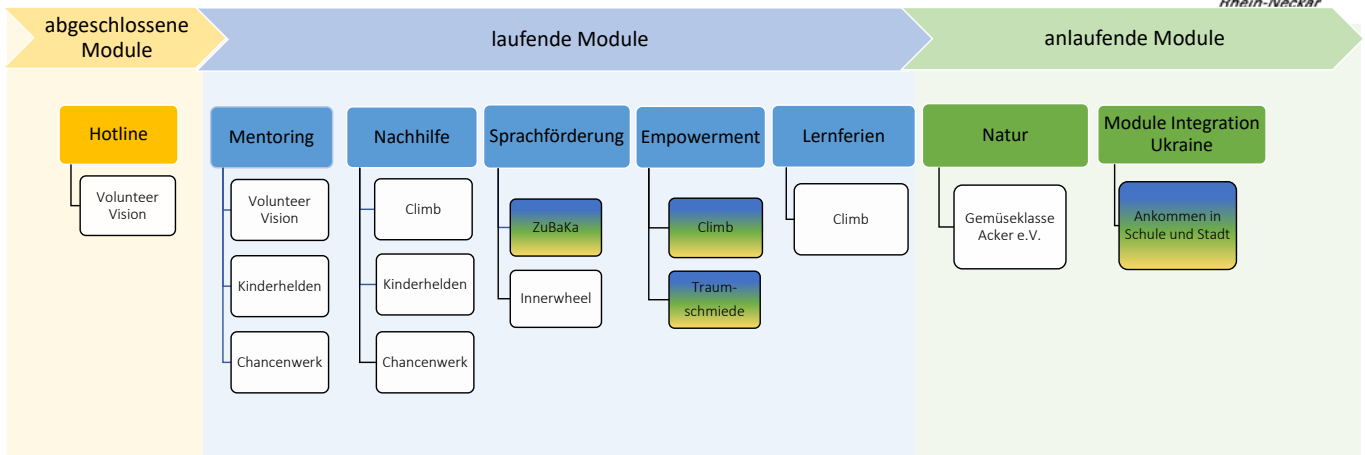 Rhein-Neckar
abgeschlossene
Module
laufende Module
anlaufende Module
Hotline
Mentoring
Nachhilfe
Sprachförderung
Empowerment
Lernferien
Natur
Module Integration
Ukraine
Volunteer
Vision
Volunteer
Vision
Kinderhelden
Chancenwerk
Climb
Kinderhelden
Chancenwerk
ZuBaKa
Innerwheel
Climb
Traum-
schmiede
Climb
Gemüseklasse
Acker e.V.
Ankommen in
Schule und Stadt